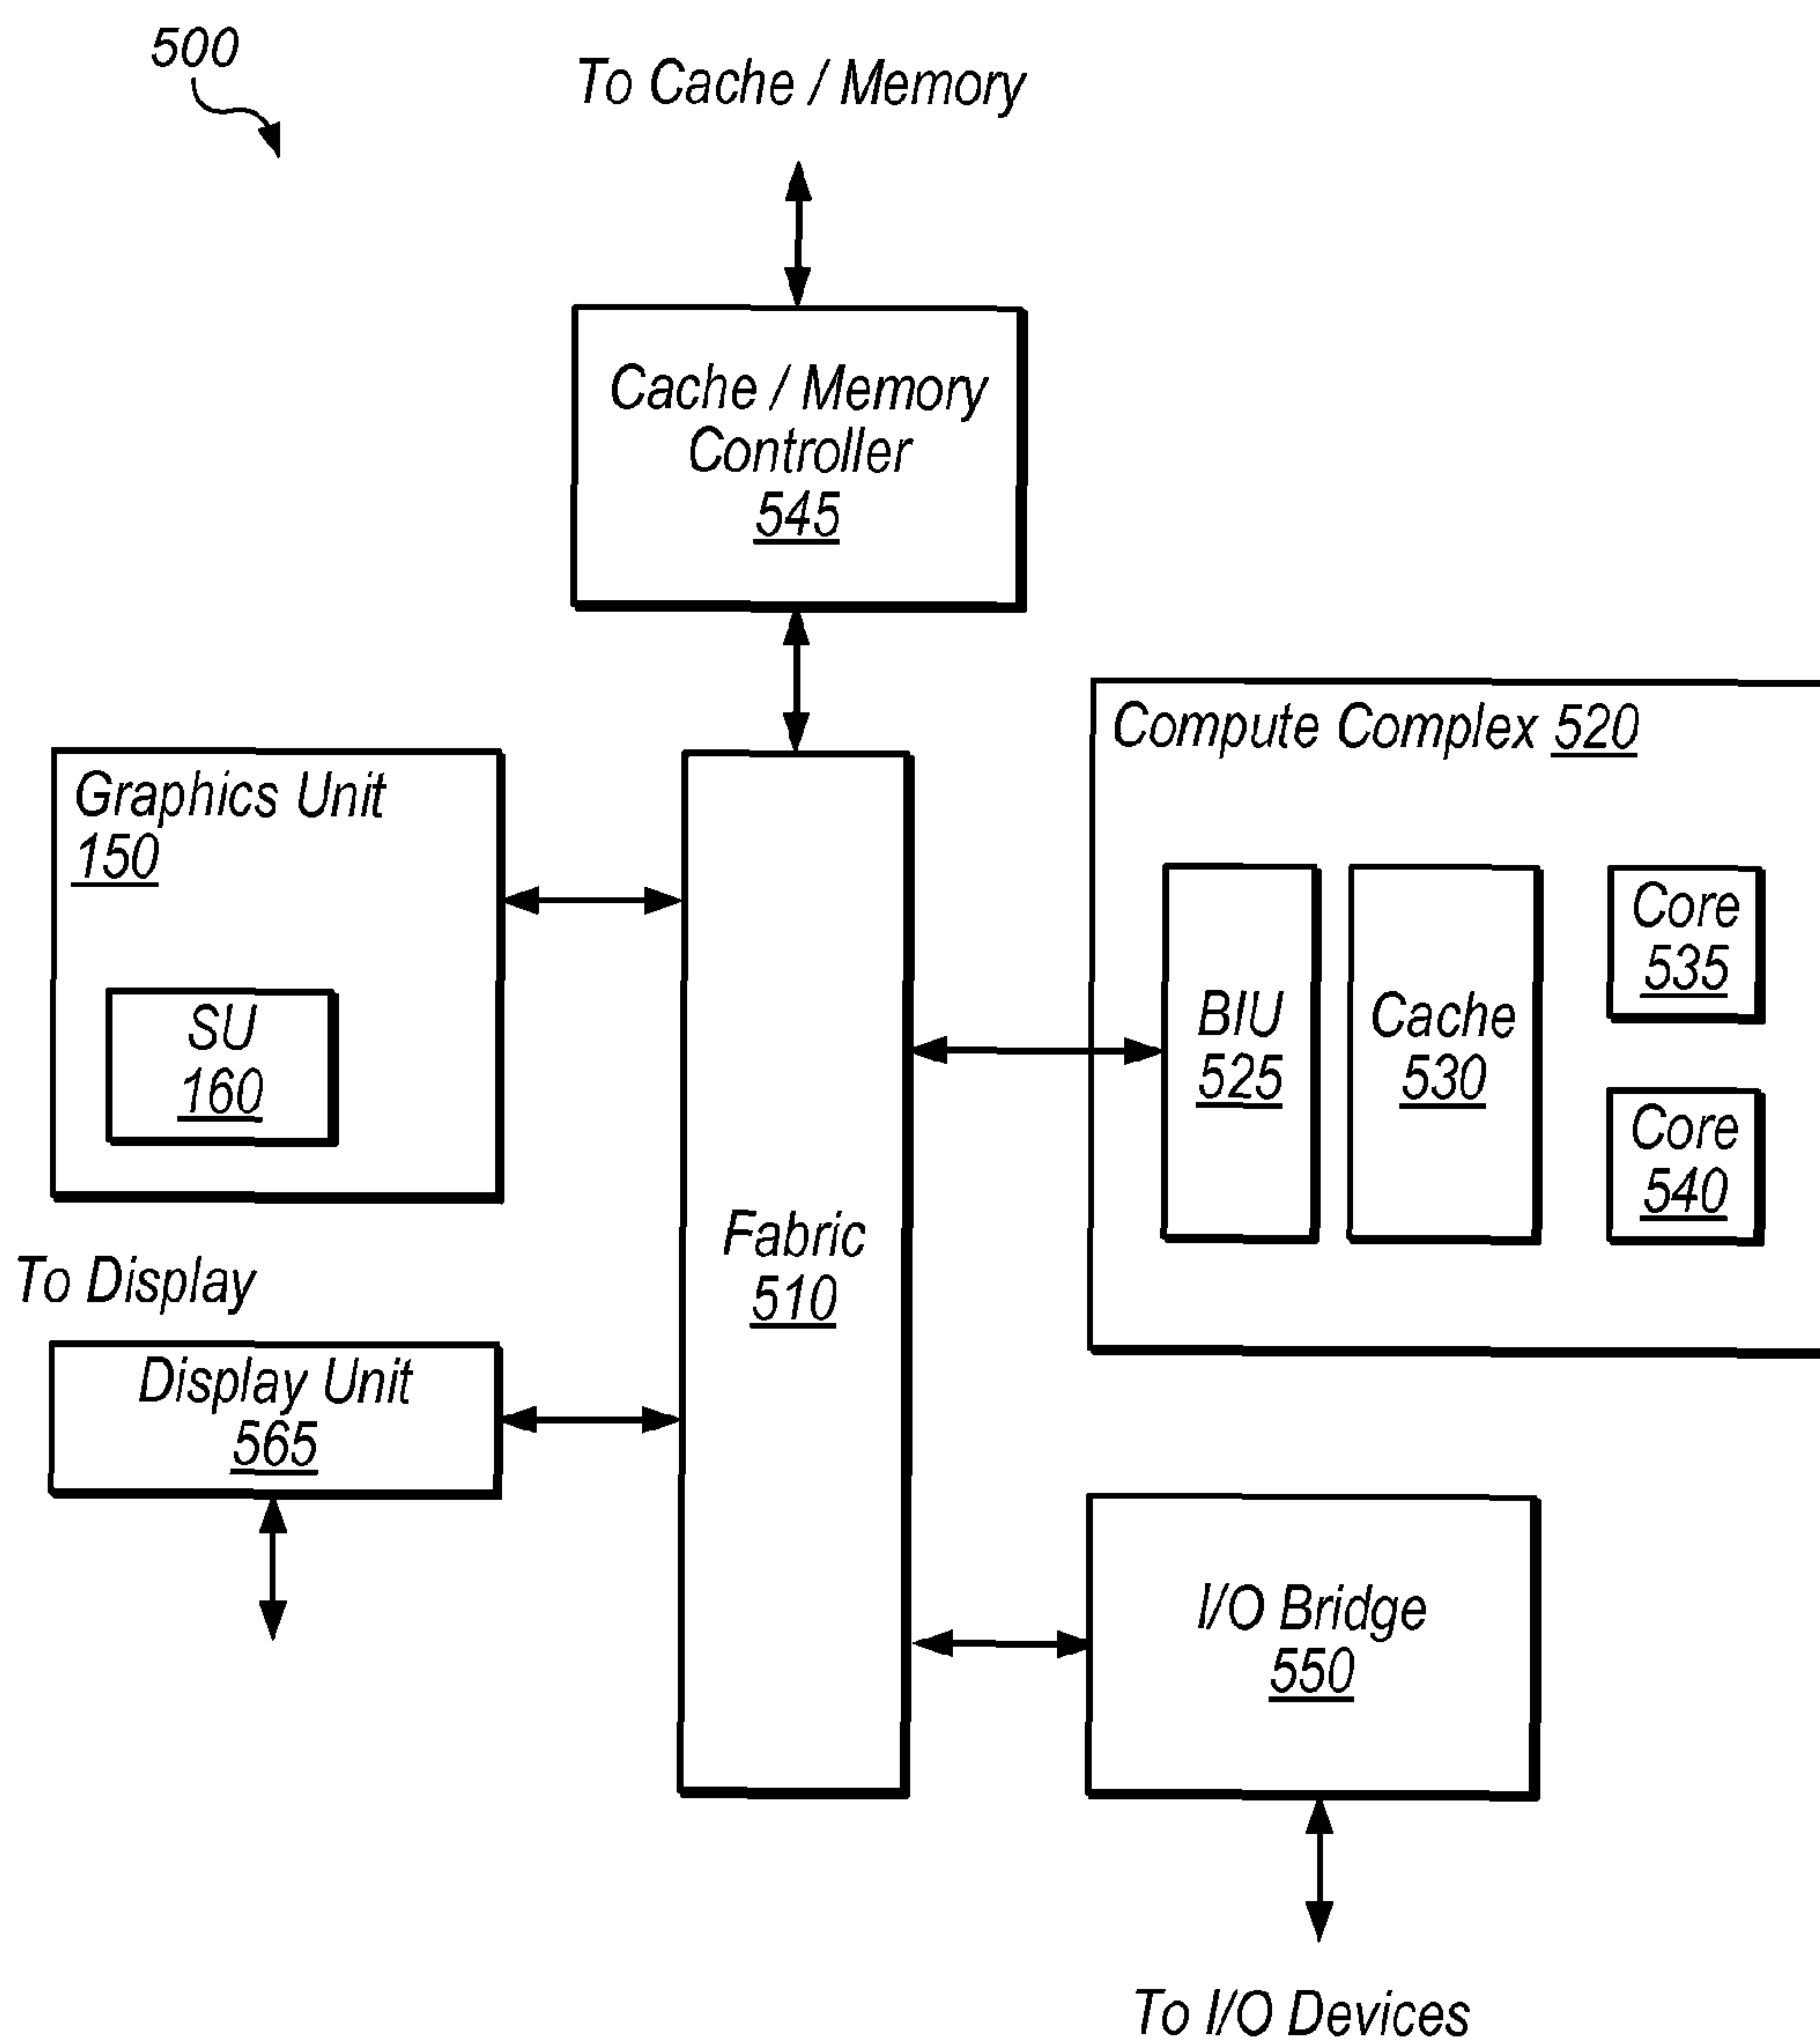 500
To Cache / Memory
Cache / Memory
Controller
545
Compute Complex 520
Graphics Unit
150
SU
160
Fabric
510
BIU
525
Cache
530
Core
535
Core
540
To Display
Display Unit
565
I/O Bridge
550
To I/O Devices